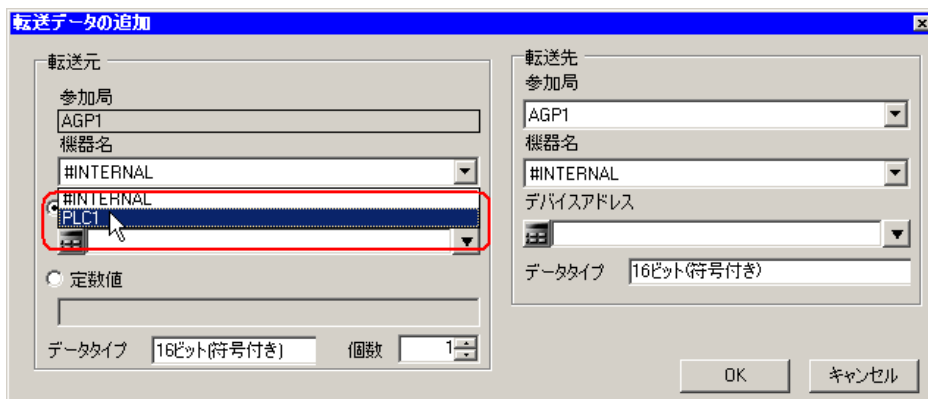 転送データの追加
転送元
参加局
AGP1
機器名
#INTERNAL
#INTERNAL
PLC1
定数値
データタイプ
16ビット(符号付き)
個数
1
転送先
参加局
AGP1
機器名
#INTERNAL
デバイスアドレス
データタイプ
16ビット(符号付き)
OK
キャンセル